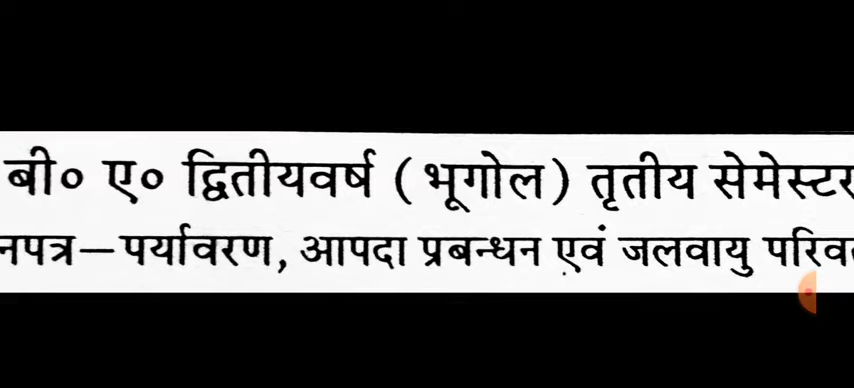 बी० ए० द्वितीयवर्ष ( भूगोल ) तृतीय सेमेस्टर
नपत्र—पर्यावरण, आपदा प्रबन्धन एवं जलवायु परिव